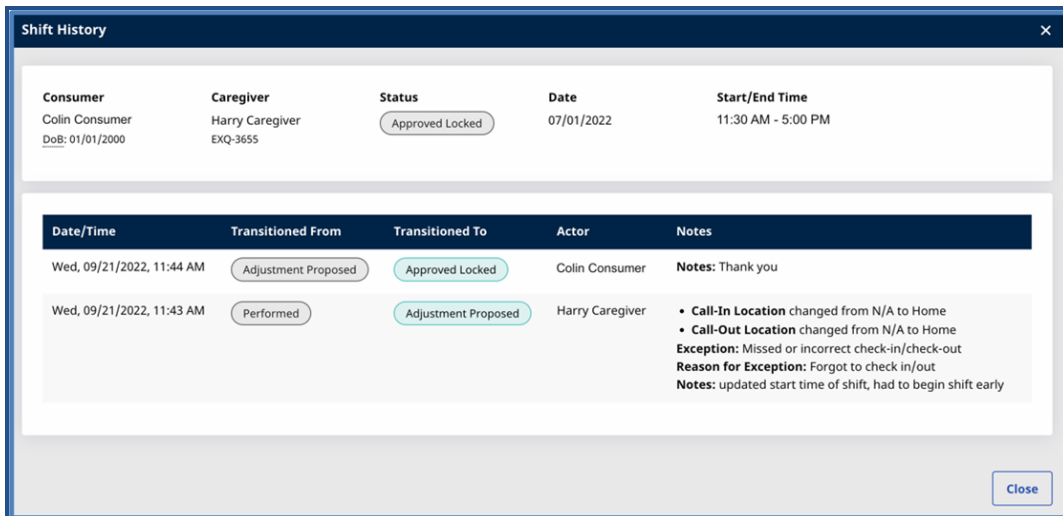 Shift History
×
Consumer Caregiver Status Date Start/End Time
Colin Consumer Harry Caregiver Approved Locked 07/01/2022 11:30 AM - 5:00 PM
DoB: 01/01/2000 EXQ-3655
Date/Time Transitioned From Transitioned To Actor Notes
Wed, 09/21/2022, 11:44 AM Adjustment Proposed Approved Locked Colin Consumer Notes: Thank you
Wed, 09/21/2022, 11:43 AM Performed Adjustment Proposed Harry Caregiver • Call-In Location changed from N/A to Home
• Call-Out Location changed from N/A to Home
Exception: Missed or incorrect check-in/check-out
Reason for Exception: Forgot to check in/out
Notes: updated start time of shift, had to begin shift early
Close